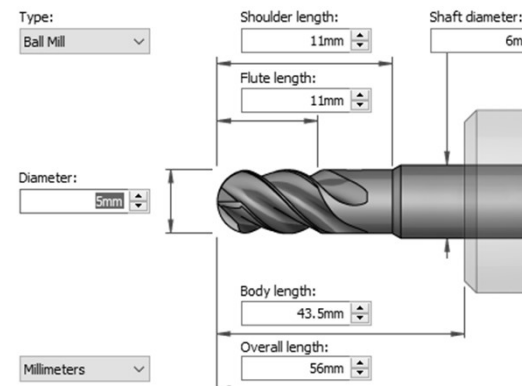 Type:
Ball Mill
Shoulder length:
11mm
Shaft diameter:
6m
Flute length:
11mm
Diameter:
5mm
Body length:
43.5mm
Millimeters
Overall length:
56mm